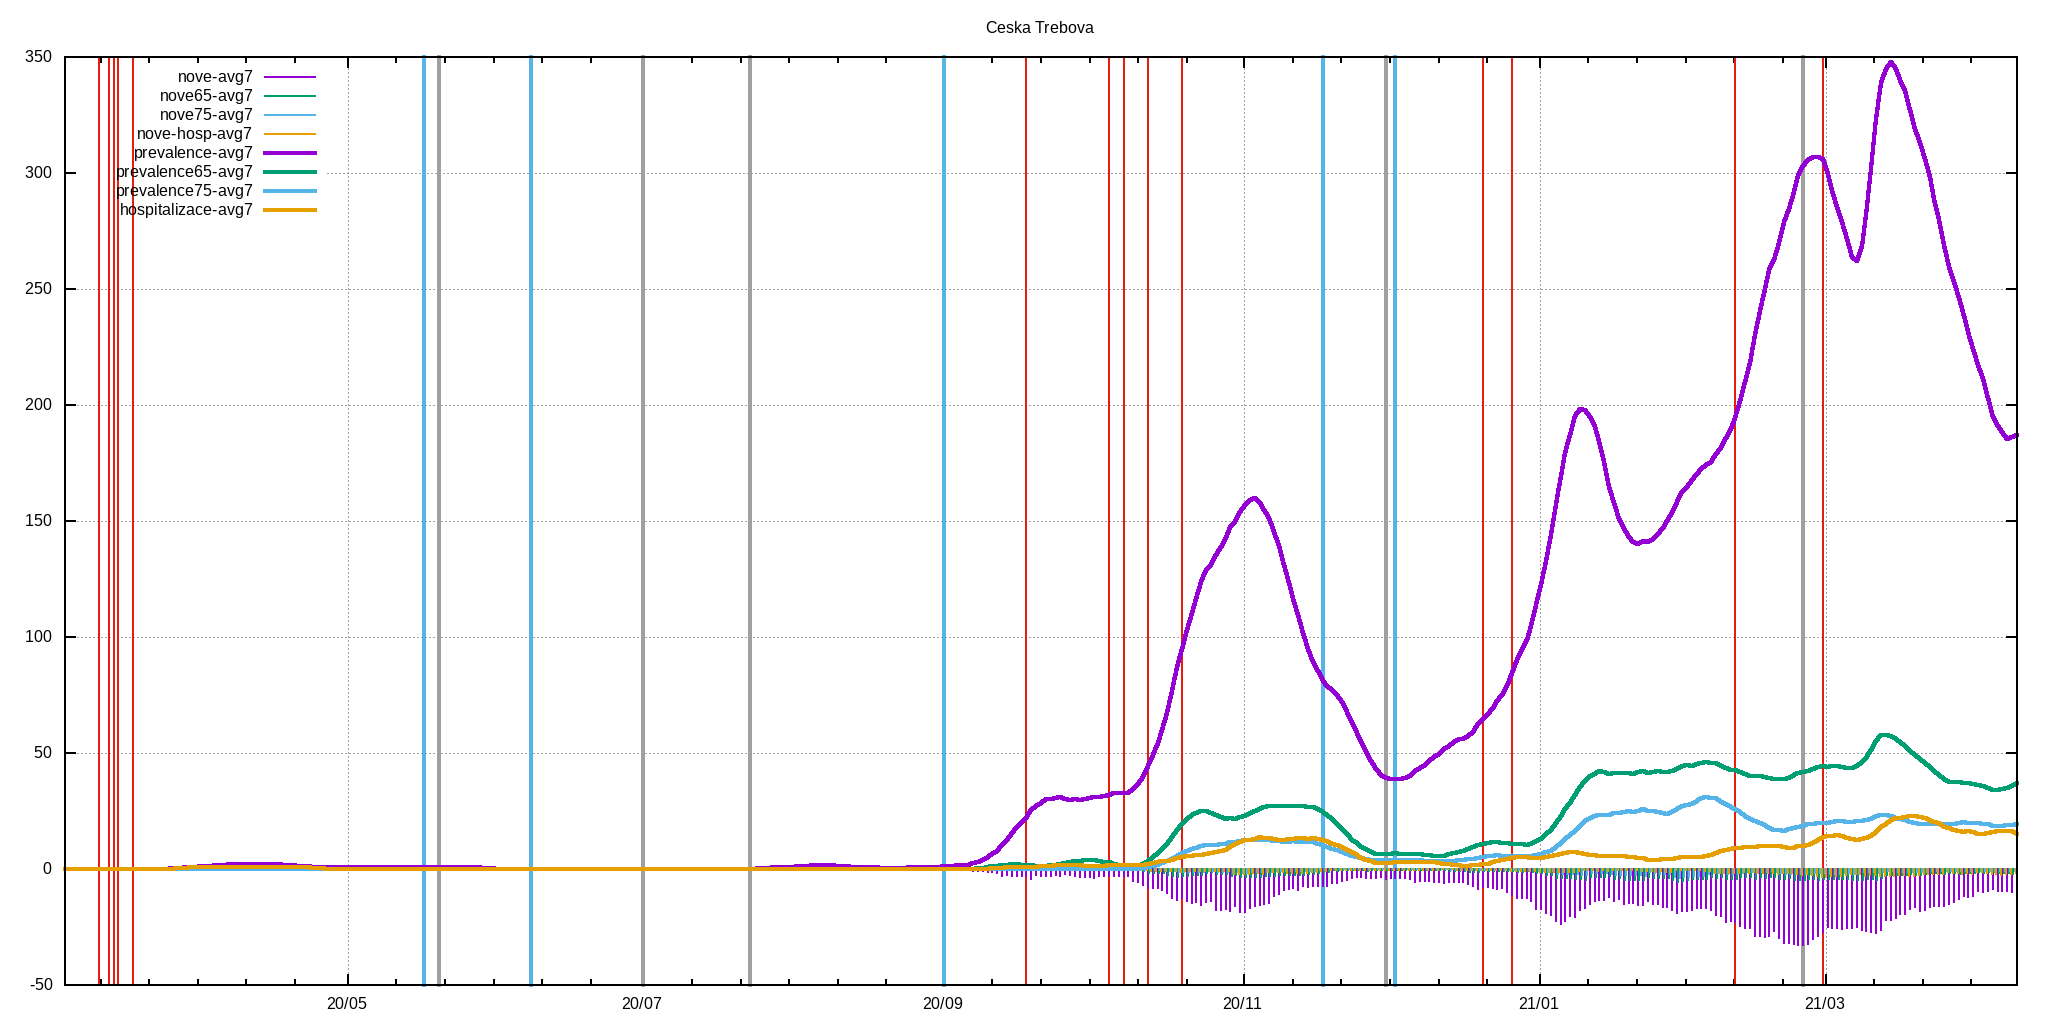 Ceska Trebova
350
300
250
200
150
100
50
0
-50
nove-avg7
nove65-avg7
nove75-avg7
nove-hosp-avg7
prevalence-avg7
prevalence65-avg7
prevalence75-avg7
hospitalizace-avg7
20/05 20/07 20/09 20/11 21/01 21/03